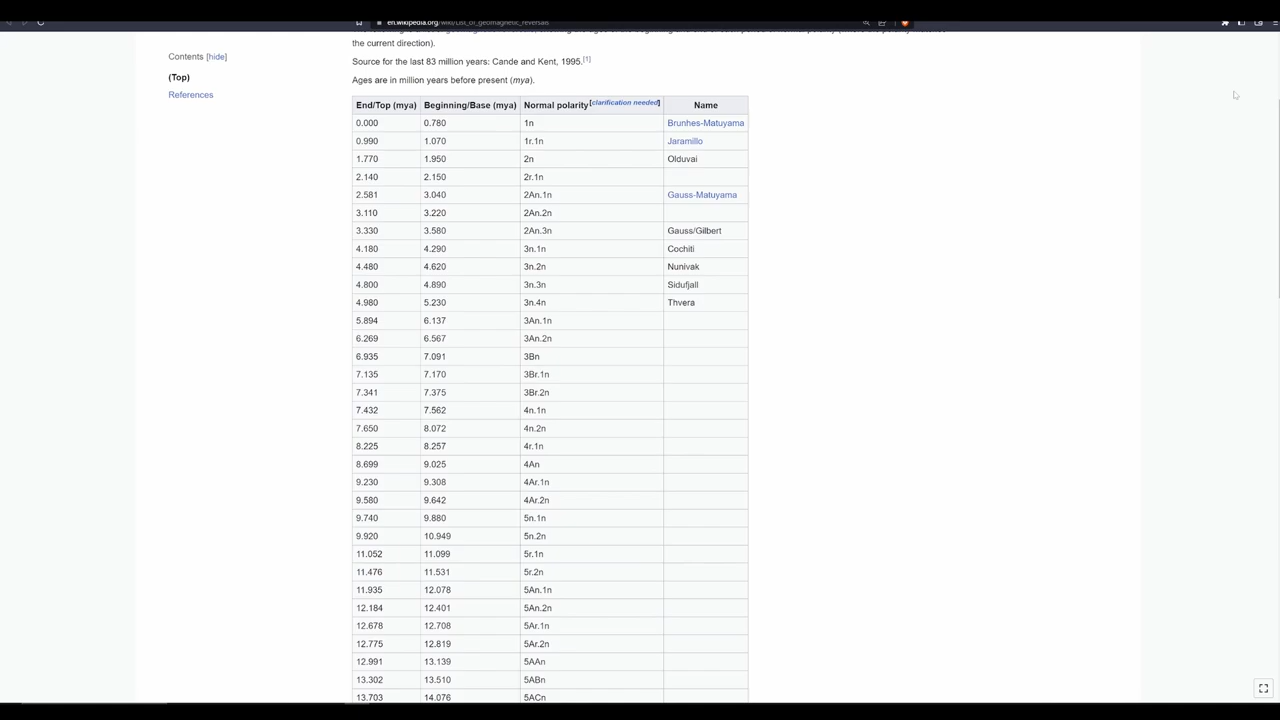 en.wikipedia.org/wiki/List_of_geomagnetic_reversals
the current direction).
Contents [hide]
Source for the last 83 million years: Cande and Kent, 1995.[1]
(Top)
Ages are in million years before present (mya).
References
End/Top (mya) Beginning/Base (mya) Normal polarity[clarification needed] Name
0.000 0.780 1n Brunhes-Matuyama
0.990 1.070 1r.1n Jaramillo
1.770 1.950 2n Olduvai
2.140 2.150 2r.1n
2.581 3.040 2An.1n Gauss-Matuyama
3.110 3.220 2An.2n
3.330 3.580 2An.3n Gauss/Gilbert
4.180 4.290 3n.1n Cochiti
4.480 4.620 3n.2n Nunivak
4.800 4.890 3n.3n Sidufjall
4.980 5.230 3n.4n Thvera
5.894 6.137 3An.1n
6.269 6.567 3An.2n
6.935 7.091 3Bn
7.135 7.170 3Br.1n
7.341 7.375 3Br.2n
7.432 7.562 4n.1n
7.650 8.072 4n.2n
8.225 8.257 4r.1n
8.699 9.025 4An
9.230 9.308 4Ar.1n
9.580 9.642 4Ar.2n
9.740 9.880 5n.1n
9.920 10.949 5n.2n
11.052 11.099 5r.1n
11.476 11.531 5r.2n
11.935 12.078 5An.1n
12.184 12.401 5An.2n
12.678 12.708 5Ar.1n
12.775 12.819 5Ar.2n
12.991 13.139 5AAn
13.302 13.510 5ABn
13.703 14.076 5ACn